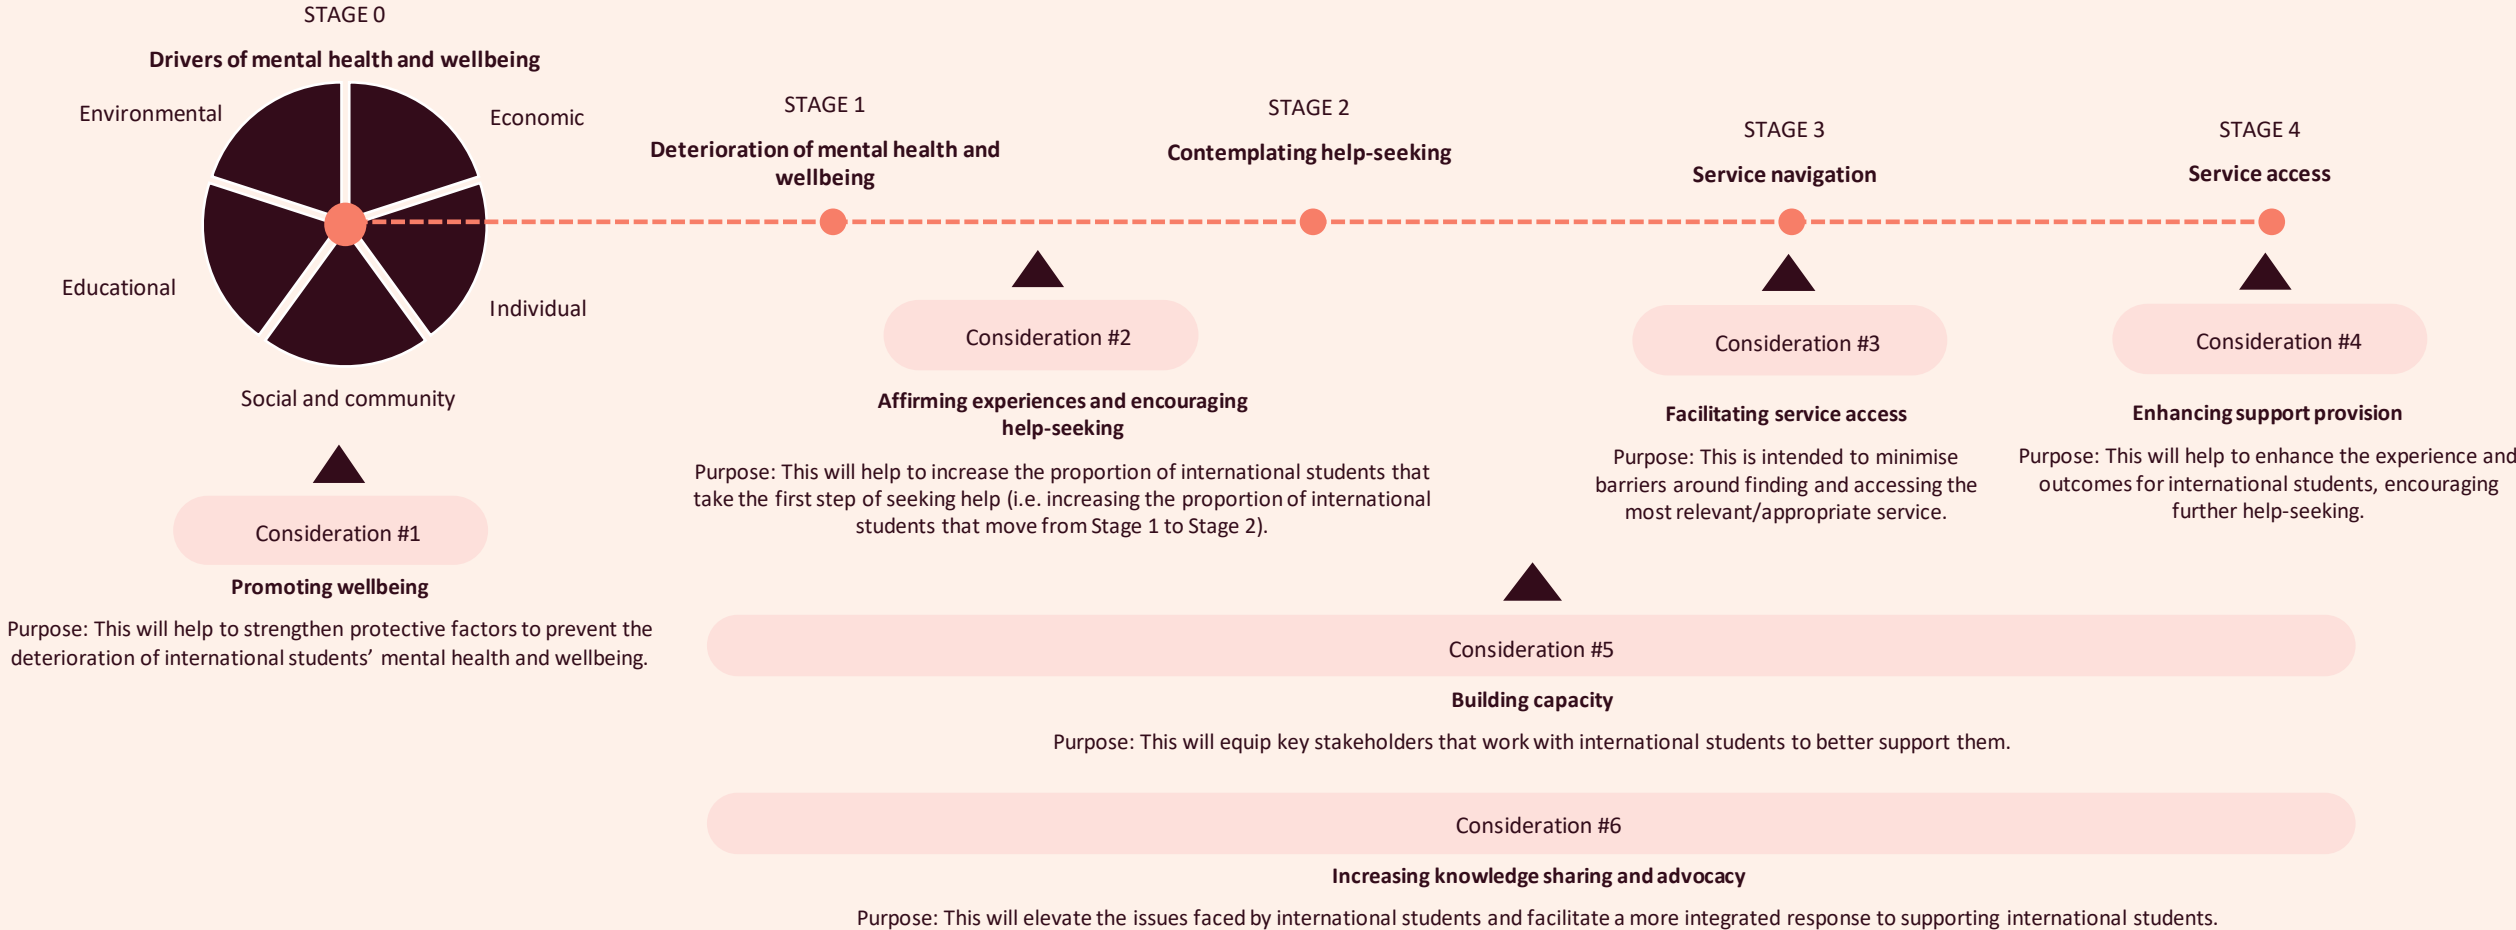 STAGE 0
Drivers of mental health and wellbeing
Environmental
Economic
Educational
Individual
Social and community
Consideration #1
Promoting wellbeing
Purpose: This will help to strengthen protective factors to prevent the
deterioration of international students’ mental health and wellbeing.
STAGE 1
Deterioration of mental health and
wellbeing
STAGE 2
Contemplating help-seeking
STAGE 3
Service navigation
STAGE 4
Service access
Consideration #2
Affirming experiences and encouraging
help-seeking
Purpose: This will help to increase the proportion of international students that
take the first step of seeking help (i.e. increasing the proportion of international
students that move from Stage 1 to Stage 2).
Consideration #3
Facilitating service access
Purpose: This is intended to minimise
barriers around finding and accessing the
most relevant/appropriate service.
Consideration #4
Enhancing support provision
Purpose: This will help to enhance the experience and
outcomes for international students, encouraging
further help-seeking.
Consideration #5
Building capacity
Purpose: This will equip key stakeholders that work with international students to better support them.
Consideration #6
Increasing knowledge sharing and advocacy
Purpose: This will elevate the issues faced by international students and facilitate a more integrated response to supporting international students.